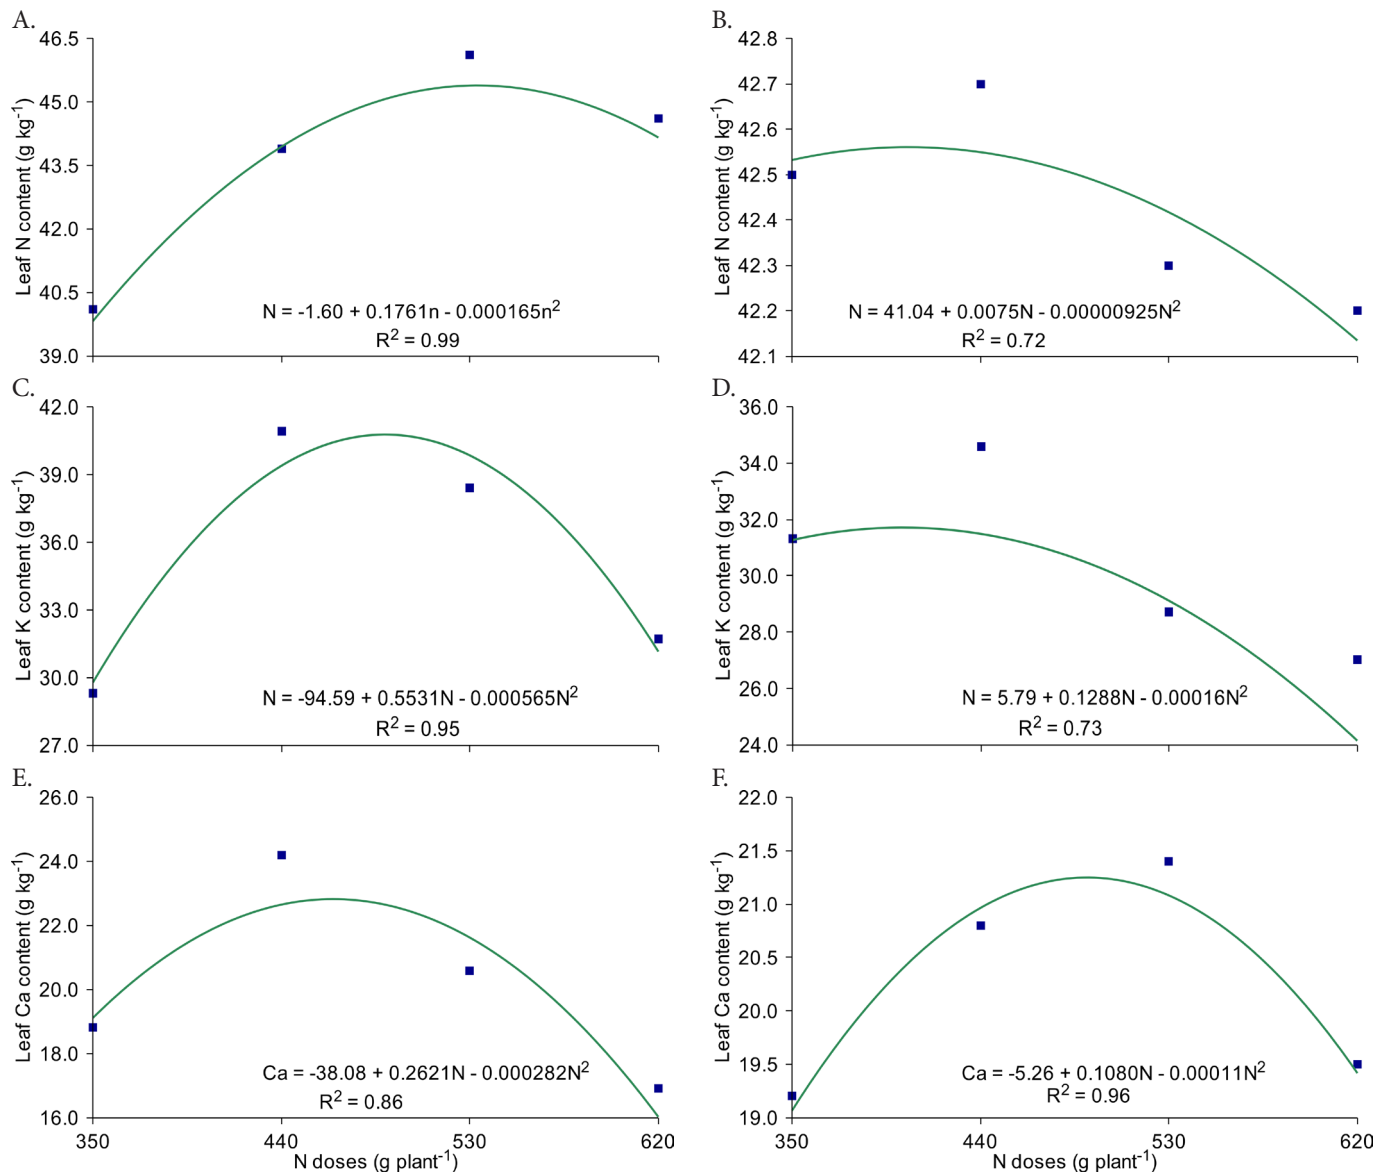 A.
46.5
45.0
43.5
42.0
40.5
39.0
Leaf N content (g kg⁻¹)
N = -1.60 + 0.1761n - 0.000165n²
R² = 0.99
B.
42.8
42.7
42.6
42.5
42.4
42.3
42.2
42.1
Leaf N content (g kg⁻¹)
N = 41.04 + 0.0075N - 0.00000925N²
R² = 0.72
C.
42.0
39.0
36.0
33.0
30.0
27.0
Leaf K content (g kg⁻¹)
N = -94.59 + 0.5531N - 0.000565N²
R² = 0.95
D.
36.0
34.0
32.0
30.0
28.0
26.0
24.0
Leaf K content (g kg⁻¹)
N = 5.79 + 0.1288N - 0.00016N²
R² = 0.73
E.
26.0
24.0
22.0
20.0
18.0
16.0
Leaf Ca content (g kg⁻¹)
Ca = -38.08 + 0.2621N - 0.000282N²
R² = 0.86
350 440 530 620
N doses (g plant⁻¹)
F.
22.0
21.5
21.0
20.5
20.0
19.5
19.0
Leaf Ca content (g kg⁻¹)
Ca = -5.26 + 0.1080N - 0.00011N²
R² = 0.96
350 440 530 620
N doses (g plant⁻¹)